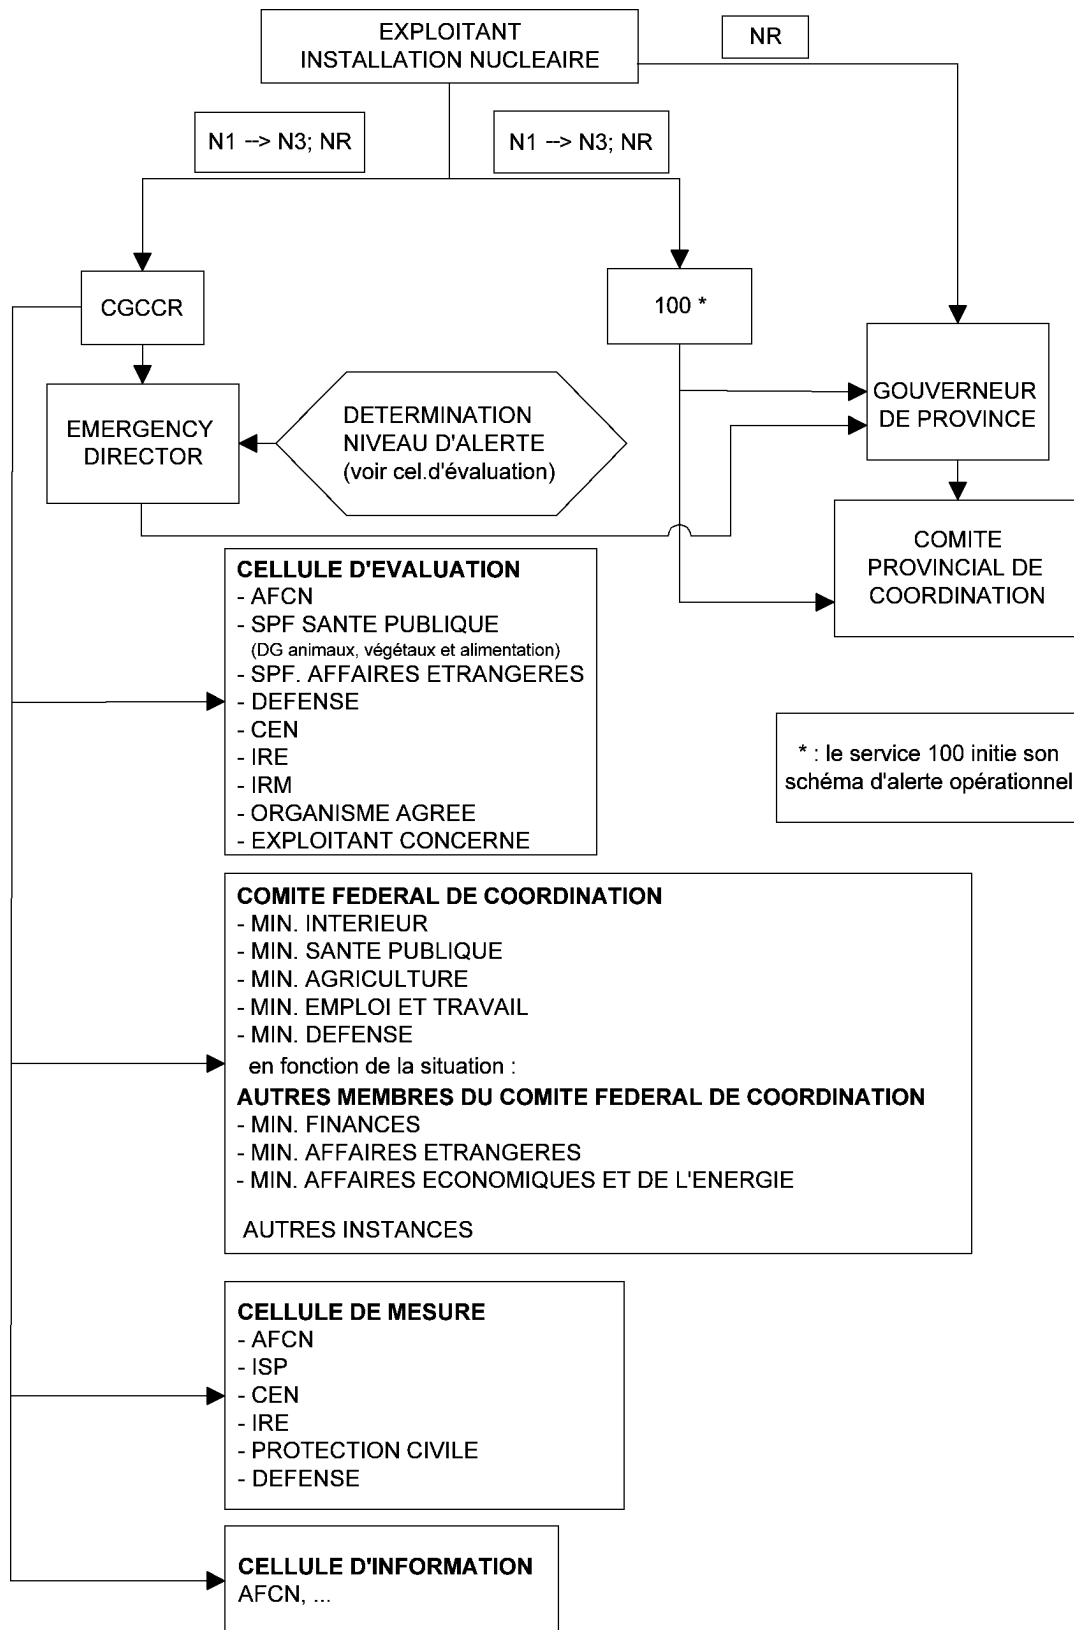 EXPLOITANT
INSTALLATION NUCLEAIRE
NR
N1 --> N3; NR
N1 --> N3; NR
CGCCR
100 *
EMERGENCY
DIRECTOR
DETERMINATION
NIVEAU D'ALERTE
(voir cel.d'évaluation)
GOUVERNEUR
DE PROVINCE
COMITE
PROVINCIAL DE
COORDINATION
CELLULE D'EVALUATION
- AFCN
- SPF SANTE PUBLIQUE
(DG animaux, végétaux et alimentation)
- SPF. AFFAIRES ETRANGERES
- DEFENSE
- CEN
- IRE
- IRM
- ORGANISME AGREE
- EXPLOITANT CONCERNE
* : le service 100 initie son
schéma d'alerte opérationnel
COMITE FEDERAL DE COORDINATION
- MIN. INTERIEUR
- MIN. SANTE PUBLIQUE
- MIN. AGRICULTURE
- MIN. EMPLOI ET TRAVAIL
- MIN. DEFENSE
en fonction de la situation :
AUTRES MEMBRES DU COMITE FEDERAL DE COORDINATION
- MIN. FINANCES
- MIN. AFFAIRES ETRANGERES
- MIN. AFFAIRES ECONOMIQUES ET DE L'ENERGIE
AUTRES INSTANCES
CELLULE DE MESURE
- AFCN
- ISP
- CEN
- IRE
- PROTECTION CIVILE
- DEFENSE
CELLULE D'INFORMATION
AFCN, ...